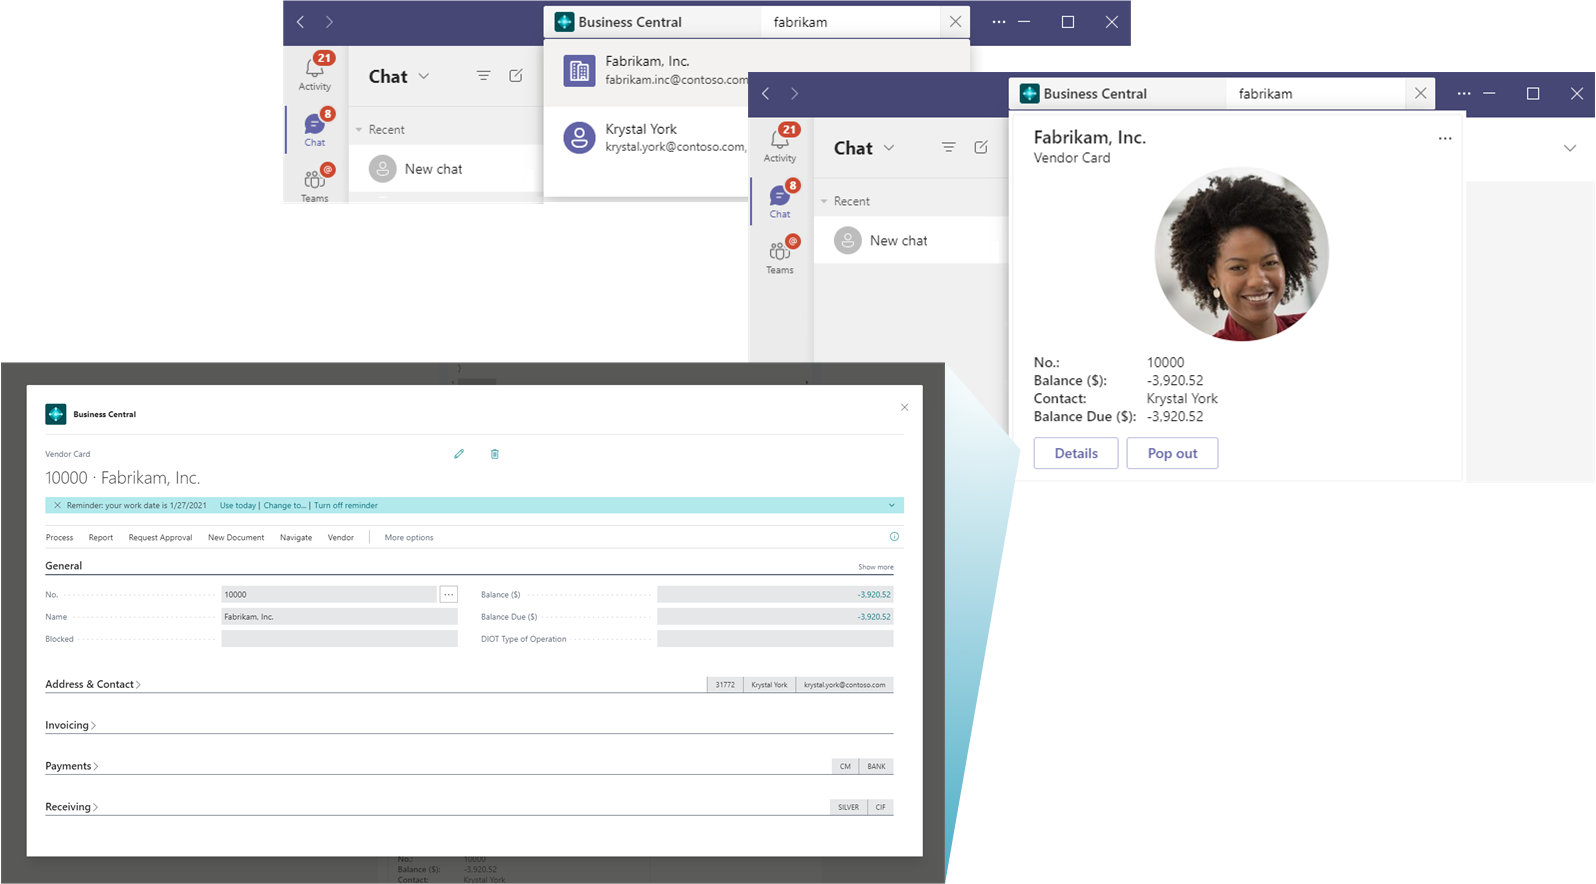 Business Central
fabrikam
21
Activity
8
Chat
@
Teams
Chat
Recent
New chat
Fabrikam, Inc.
fabrikam.inc@contoso.com
Krystal York
krystal.york@contoso.com,
Business Central
fabrikam
21
Activity
8
Chat
@
Teams
Chat
Recent
New chat
Fabrikam, Inc.
Vendor Card
No.: 10000
Balance ($): -3,920.52
Contact: Krystal York
Balance Due ($): -3,920.52
Details Pop out
Business Central
Vendor Card
10000 · Fabrikam, Inc.
Reminder: your work date is 1/27/2021 Use today | Change to... | Turn off reminder
Process Report Request Approval New Document Navigate Vendor More options
General Show more
No. 10000 Balance ($) -3,920.52
Name Fabrikam, Inc. Balance Due ($) -3,920.52
Blocked DIOT Type of Operation
Address & Contact 31772 Krystal York krystal.york@contoso.com
Invoicing
Payments CM BANK
Receiving SILVER CIF
No.: 10000
Balance ($): -3,920.52
Contact: Krystal York